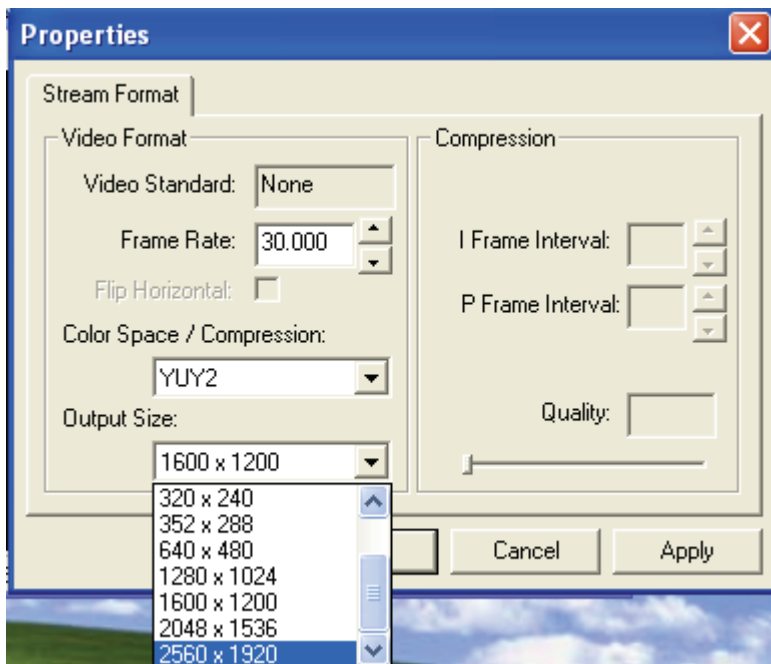 Properties
Stream Format
Video Format
Video Standard: None
Frame Rate: 30.000
Flip Horizontal:
Color Space / Compression:
YUY2
Output Size:
1600 x 1200
320 x 240
352 x 288
640 x 480
1280 x 1024
1600 x 1200
2048 x 1536
2560 x 1920
Compression
I Frame Interval:
P Frame Interval:
Quality:
Cancel
Apply